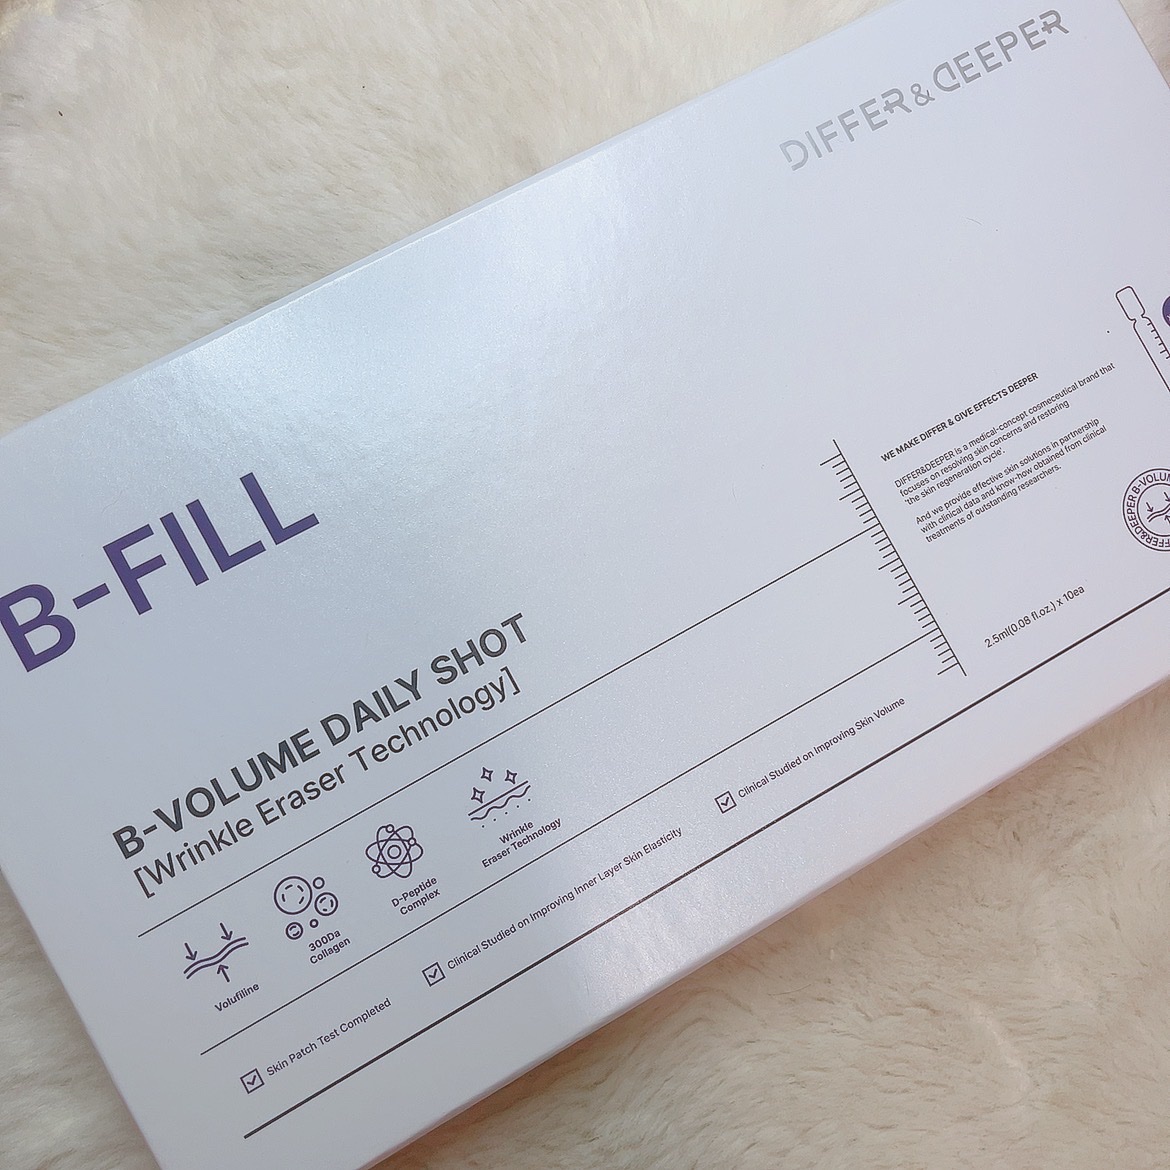 DIFFER & DEEPER
B-FILL
B-VOLUME DAILY SHOT
[Wrinkle Eraser Technology]
WE MAKE DIFFER & GIVE EFFECTS DEEPER
DIFFER&DEEPER is a medical-concept cosmeceutical brand that
focuses on resolving skin concerns and restoring
'the skin regeneration cycle'.
And we provide effective skin solutions in partnership
with clinical data and know-how obtained from clinical
treatments of outstanding researchers.
2.5ml(0.08 fl.oz.) x 10ea
Volufiline
300Da
Collagen
D-Peptide
Complex
Wrinkle
Eraser Technology
Skin Patch Test Completed
Clinical Studied on Improving Inner Layer Skin Elasticity
Clinical Studied on Improving Skin Volume